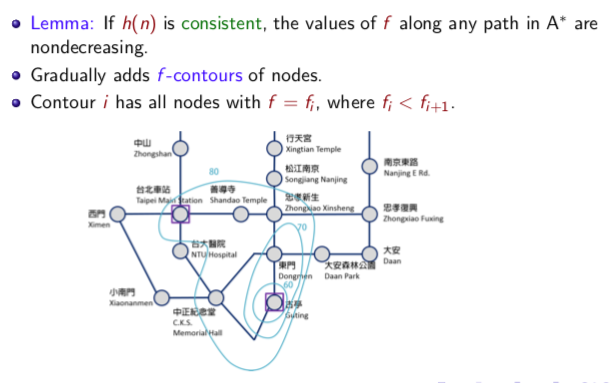 Lemma: If h(n) is consistent, the values of f along any path in A* are
nondecreasing.
Gradually adds f-contours of nodes.
Contour i has all nodes with f = fᵢ, where fᵢ < fᵢ₊₁.
中山
Zhongshan
行天宮
Xingtian Temple
松江南京
Songjiang Nanjing
南京東路
Nanjing E Rd.
80
台北車站
Taipei Main Station
善導寺
Shandao Temple
忠孝新生
Zhongxiao Xinsheng
忠孝復興
Zhongxiao Fuxing
西門
Ximen
70
台大醫院
NTU Hospital
東門
Dongmen
大安森林公園
Daan Park
大安
Daan
60
小南門
Xiaonanmen
中正紀念堂
C.K.S.
Memorial Hall
古亭
Guting